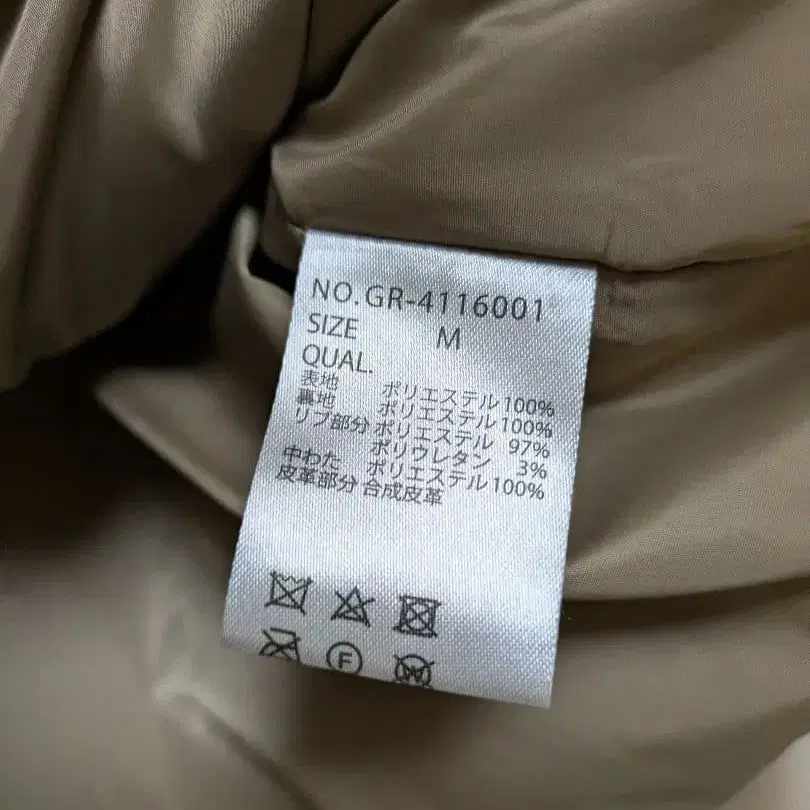 NO.GR-4116001
SIZE M
QUAL.
表地 ポリエステル100%
裏地 ポリエステル100%
リブ部分 ポリエステル 97%
ポリウレタン 3%
中わた ポリエステル100%
皮革部分 合成皮革
F
W